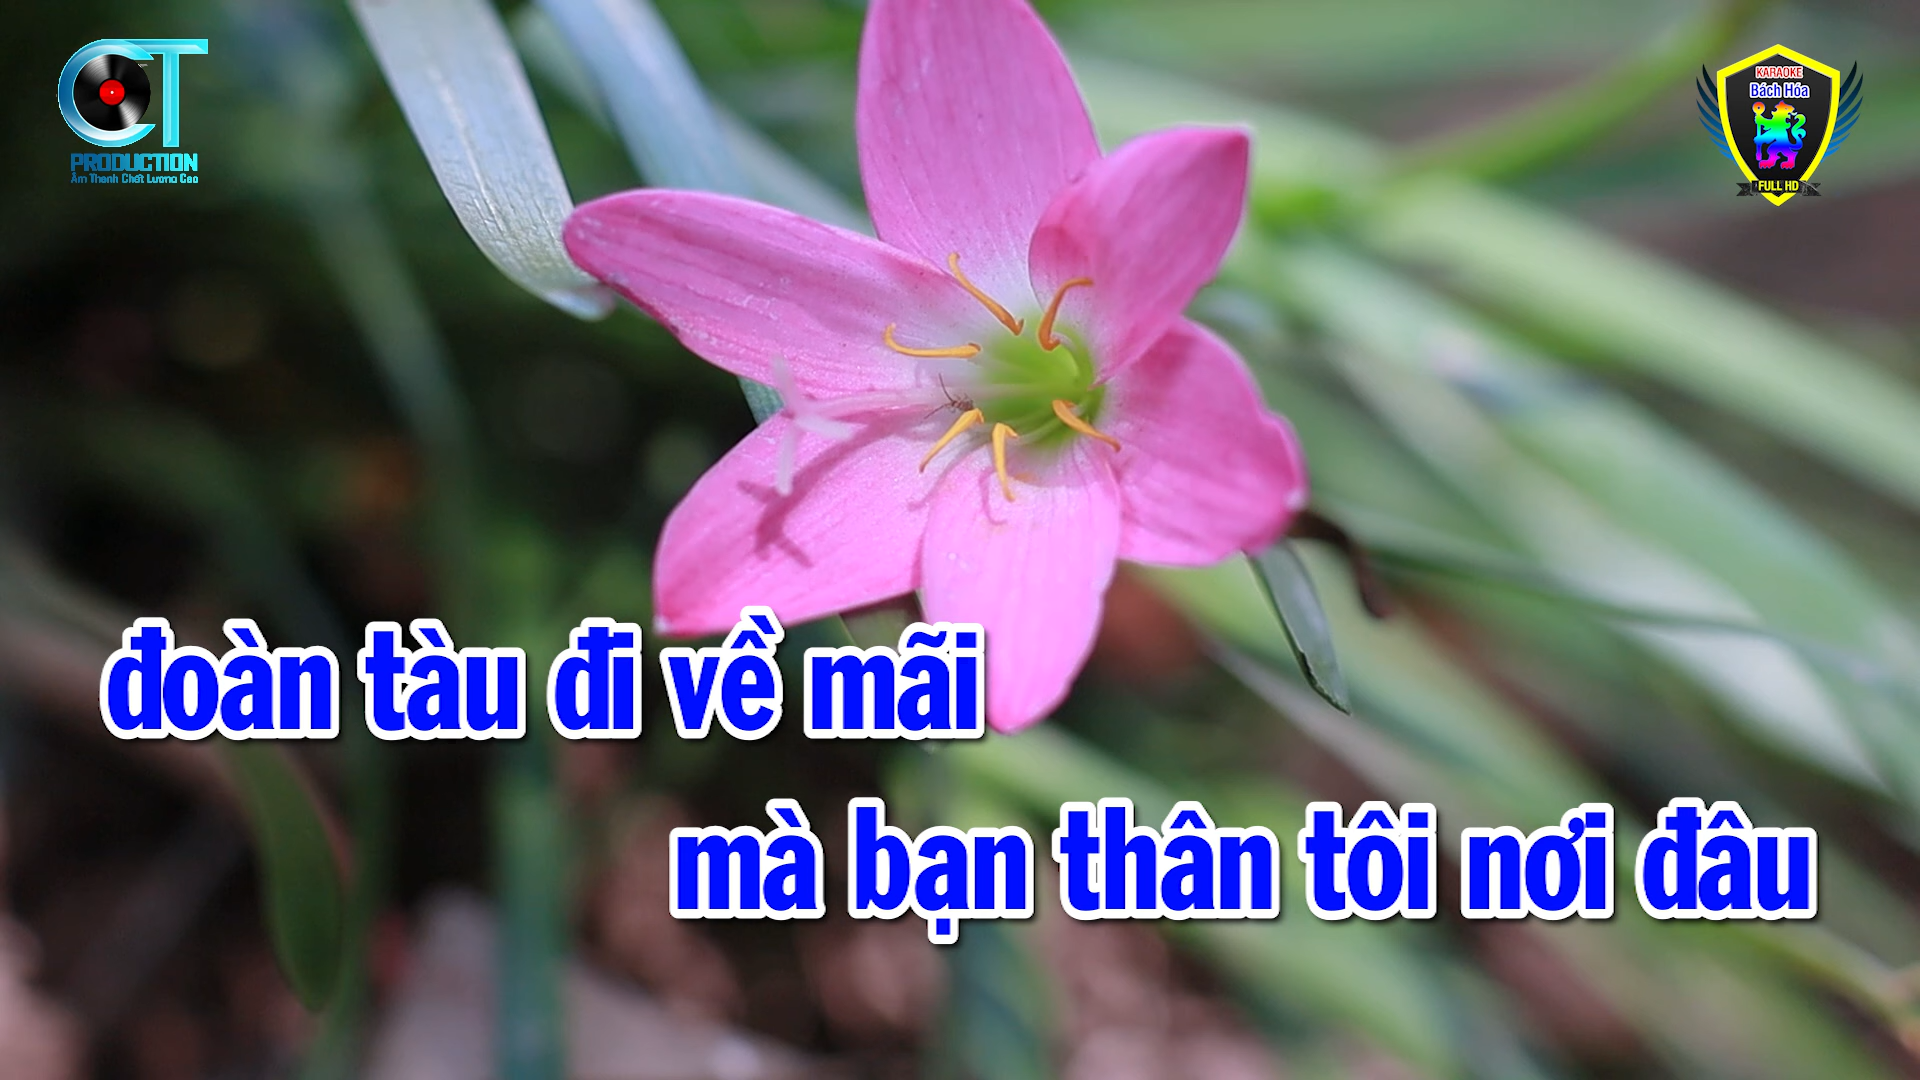 CT
PRODUCTION
Âm Thanh Chất Lượng Cao
KARAOKE
Bách Hóa
FULL HD
đoàn tàu đi về mãi
mà bạn thân tôi nơi đâu